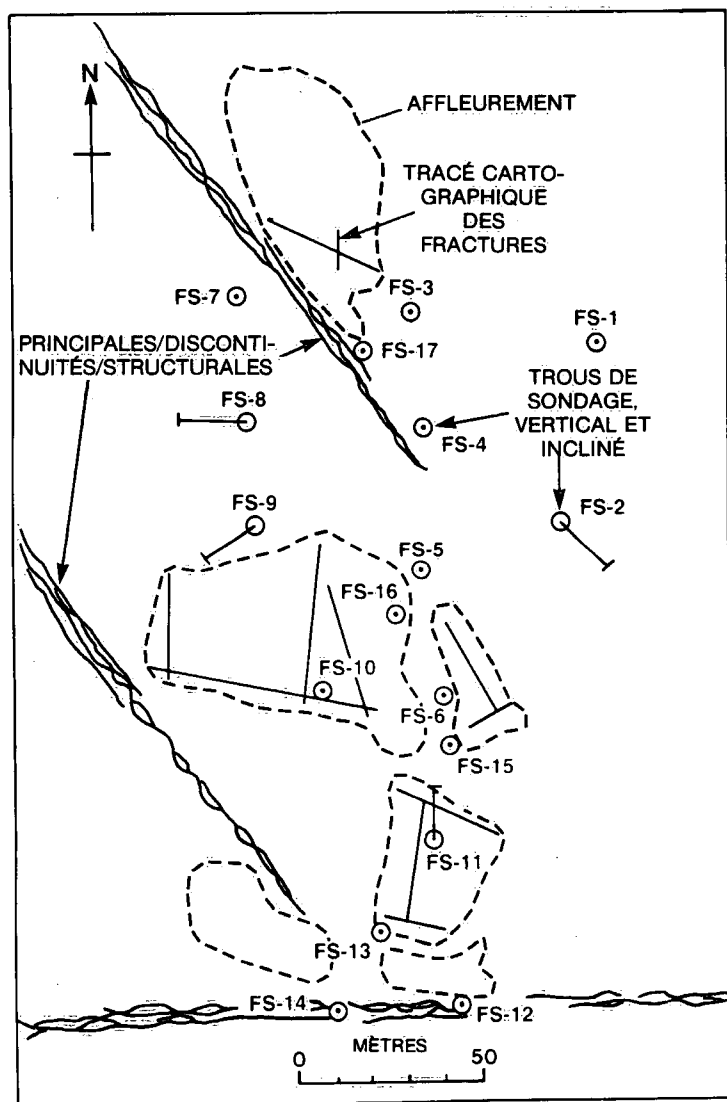 N
AFFLEUREMENT
TRACÉ CARTO-
GRAPHIQUE
DES
FRACTURES
FS-7
FS-3
FS-1
PRINCIPALES/DISCONTI-
NUITÉS/STRUCTURALES
FS-17
FS-8
TROUS DE
SONDAGE,
VERTICAL ET
INCLINÉ
FS-4
FS-9
FS-2
FS-5
FS-16
FS-10
FS-6
FS-15
FS-11
FS-13
FS-14
FS-12
MÈTRES
0 50